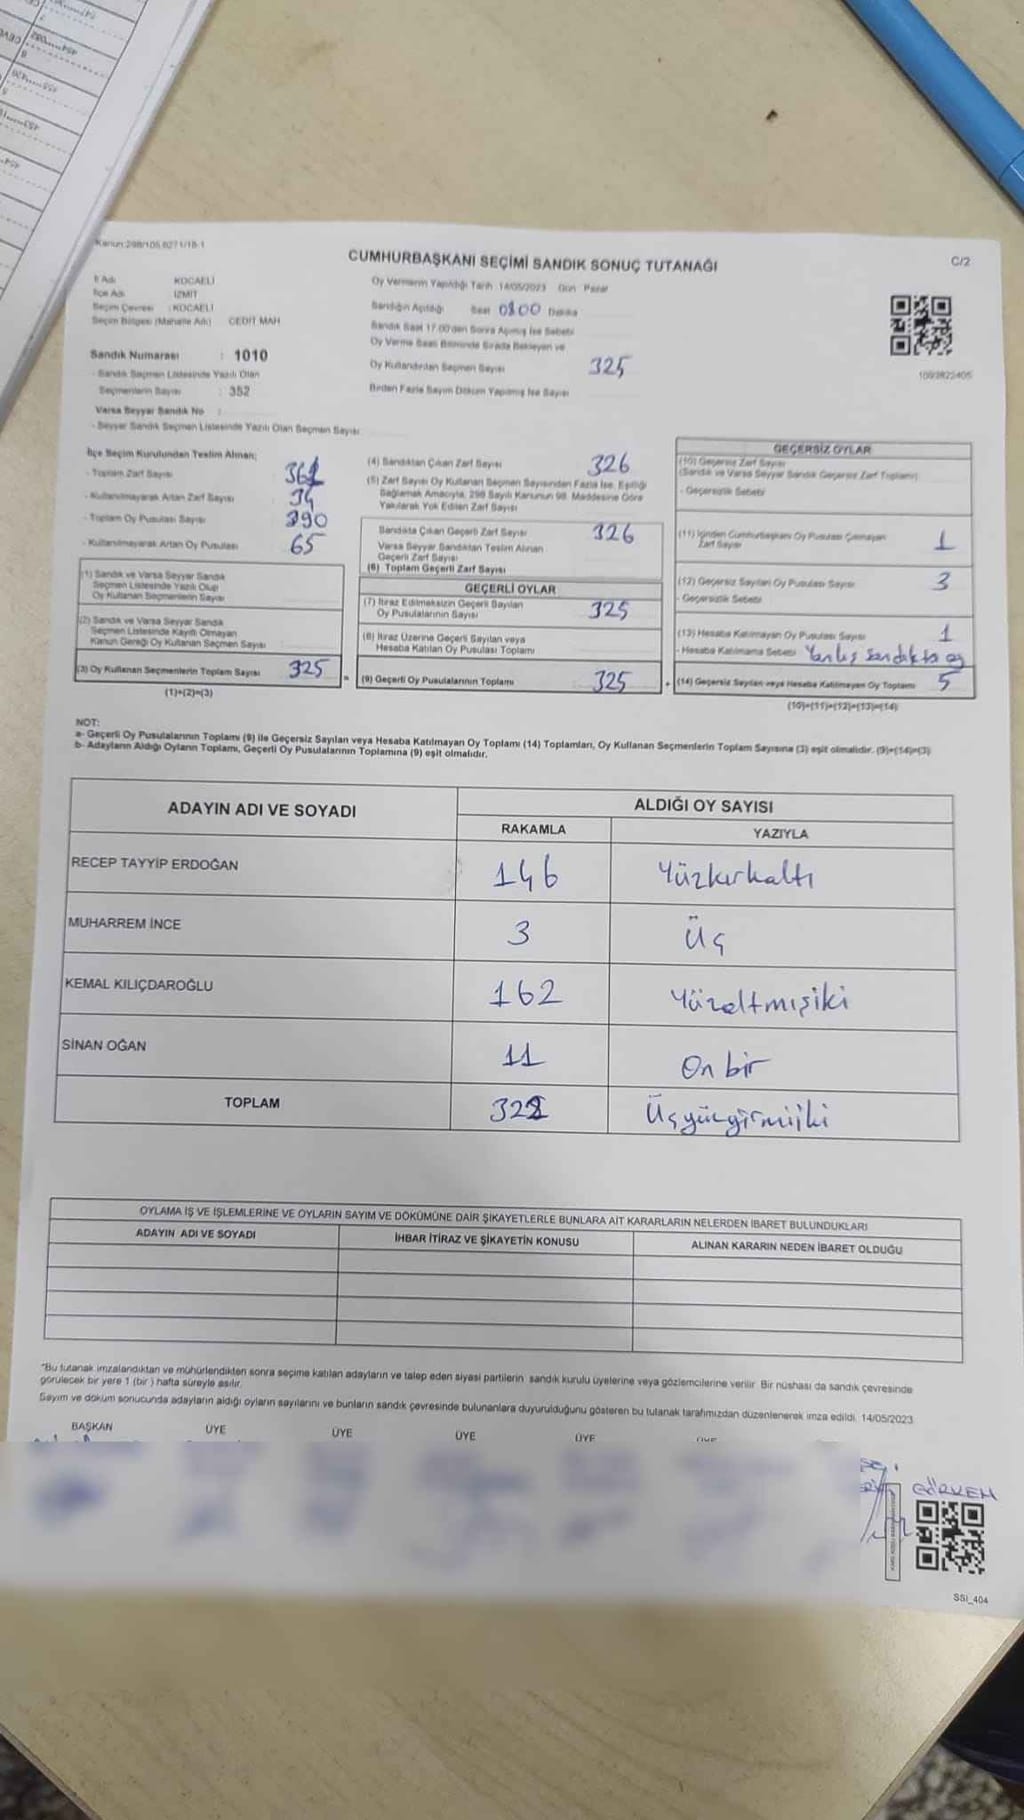 Kanun:298/105,6271/18-1
CUMHURBAŞKANI SEÇİMİ SANDIK SONUÇ TUTANAĞI
C/2
İl Adı KOCAELİ
İlçe Adı İZMİT
Seçim Çevresi : KOCAELİ
Seçim Bölgesi (Mahalle Adı) CEDİT MAH
Sandık Numarası : 1010
- Sandık Seçmen Listesinde Yazılı Olan
Seçmenlerin Sayısı : 352
Varsa Seyyar Sandık No :
- Seyyar Sandık Seçmen Listesinde Yazılı Olan Seçmen Sayısı
Oy Vermenin Yapıldığı Tarih 14/05/2023 Gün Pazar
Sandığın Açıldığı Saat 0800 Dakika
Sandık Saat 17.00'den Sonra Açılmış İse Sebebi
Oy Verme Saati Bitiminde Sırada Bekleyen ve
Oy Kullandırılan Seçmen Sayısı 325
Birden Fazla Sayım Döküm Yapılmış İse Sayısı
1093822405
İlçe Seçim Kurulundan Teslim Alınan;
- Toplam Zarf Sayısı
- Kullanılmayarak Artan Zarf Sayısı 34
- Toplam Oy Pusulası Sayısı 390
- Kullanılmayarak Artan Oy Pusulası 65
(1) Sandık ve Varsa Seyyar Sandık
Seçmen Listesinde Yazılı Olup
Oy Kullanan Seçmenlerin Sayısı
(2) Sandık ve Varsa Seyyar
Seçmen Listesinde Kayıtlı Olmayan
Kanun Gereği Oy Kullanan Seçmen Sayısı
(3) Oy Kullanan Seçmenlerin Toplam Sayısı 325
(1)+(2)=(3)
(4) Sandıktan Çıkan Zarf Sayısı 326
(5) Zarf Sayısı Oy Kullanan Seçmen Sayısından Fazla İse, Eşitliği
Sağlamak Amacıyla, 298 Sayılı Kanunun 98. Maddesine Göre
Yakılarak Yok Edilen Zarf Sayısı
Sandıkta Çıkan Geçerli Zarf Sayısı 326
Varsa Seyyar Sandıktan Teslim Alınan
Geçerli Zarf Sayısı
(6) Toplam Geçerli Zarf Sayısı
GEÇERLİ OYLAR
(7) İtiraz Edilmeksizin Geçerli Sayılan
Oy Pusulalarının Sayısı 325
(8) İtiraz Üzerine Geçerli Sayılan veya
Hesaba Katılan Oy Pusulası Toplamı
(9) Geçerli Oy Pusulalarının Toplamı 325
GEÇERSİZ OYLAR
(10) Geçersiz Zarf Sayısı
(Sandık ve Varsa Seyyar Sandık Geçersiz Zarf Toplamı)
- Geçersizlik Sebebi
(11) İçinden Cumhurbaşkanı Oy Pusulası Çıkmayan
Zarf Sayısı 1
(12) Geçersiz Sayılan Oy Pusulası Sayısı 3
- Geçersizlik Sebebi
(13) Hesaba Katılmayan Oy Pusulası Sayısı 1
- Hesaba Katılmama Sebebi Yanlış sandıkta oy
(14) Geçersiz Sayılan veya Hesaba Katılmayan Oy Toplamı 5
(10)+(11)+(12)+(13)=(14)
NOT:
a- Geçerli Oy Pusulalarının Toplamı (9) ile Geçersiz Sayılan veya Hesaba Katılmayan Oy Toplamı (14) Toplamları, Oy Kullanan Seçmenlerin Toplam Sayısına (3) eşit olmalıdır. (9)+(14)=(3)
b- Adayların Aldığı Oyların Toplamı, Geçerli Oy Pusulalarının Toplamına (9) eşit olmalıdır.
ADAYIN ADI VE SOYADI
ALDIĞI OY SAYISI
RAKAMLA YAZIYLA
RECEP TAYYİP ERDOĞAN 146 Yüzkırkaltı
MUHARREM İNCE 3 Üç
KEMAL KILIÇDAROĞLU 162 Yüzaltmışiki
SİNAN OĞAN 11 On bir
TOPLAM 322 Üçyüzyirmiiki
OYLAMA İŞ VE İŞLEMLERİNE VE OYLARIN SAYIM VE DÖKÜMÜNE DAİR ŞİKAYETLERLE BUNLARA AİT KARARLARIN NELERDEN İBARET BULUNDUKLARI
ADAYIN ADI VE SOYADI İHBAR İTİRAZ VE ŞİKAYETİN KONUSU ALINAN KARARIN NEDEN İBARET OLDUĞU
"Bu tutanak imzalandıktan ve mühürlendikten sonra seçime katılan adayların ve talep eden siyasi partilerin sandık kurulu üyelerine veya gözlemcilerine verilir. Bir nüshası da sandık çevresinde
görülecek bir yere 1 (bir) hafta süreyle asılır.
Sayım ve döküm sonucunda adayların aldığı oyların sayılarını ve bunların sandık çevresinde bulunanlara duyurulduğunu gösteren bu tutanak tarafımızdan düzenlenerek imza edildi. 14/05/2023
BAŞKAN ÜYE ÜYE ÜYE ÜYE ÜYE
GÖRKEM
SSI_404